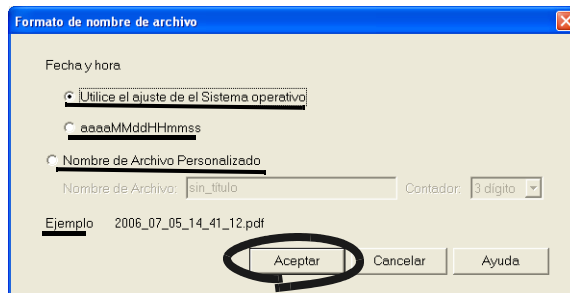 Formato de nombre de archivo
Fecha y hora
Utilice el ajuste de el Sistema operativo
aaaaMMddHHmmss
Nombre de Archivo Personalizado
Nombre de Archivo: sin_título Contador: 3 dígito
Ejemplo 2006_07_05_14_41_12.pdf
Aceptar Cancelar Ayuda